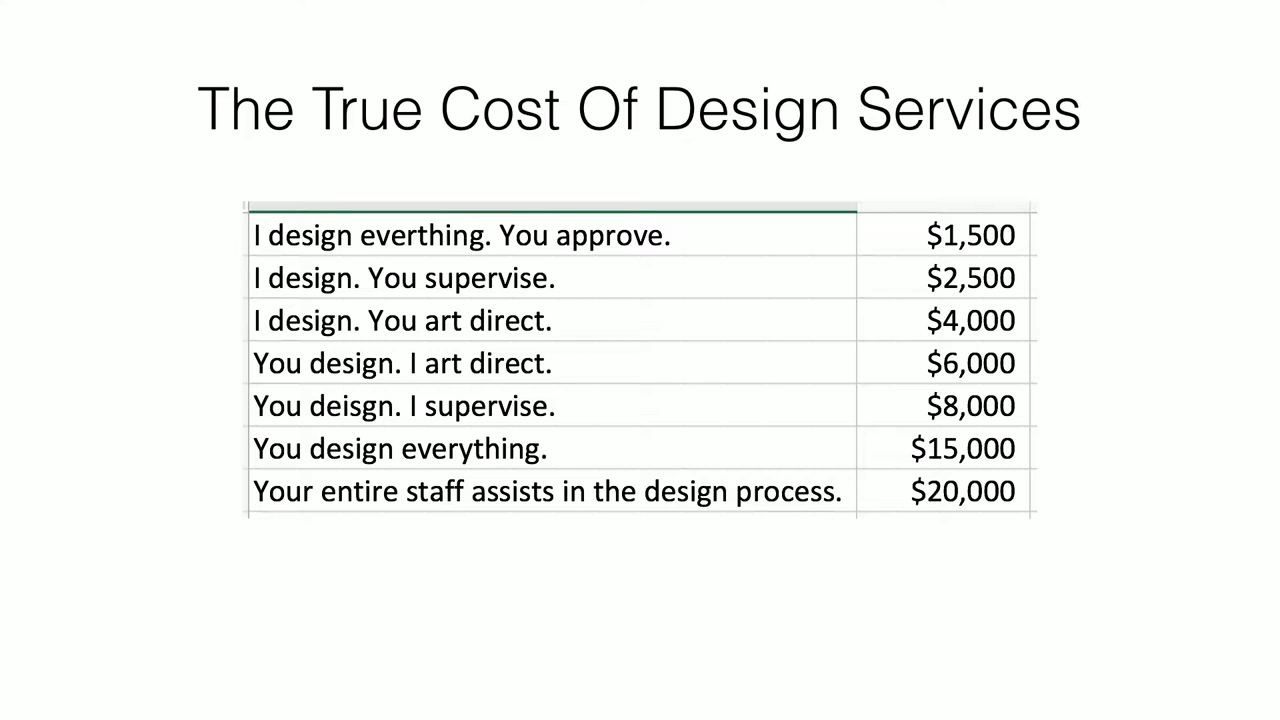 The True Cost Of Design Services
I design everthing. You approve. $1,500
I design. You supervise. $2,500
I design. You art direct. $4,000
You design. I art direct. $6,000
You deisgn. I supervise. $8,000
You design everything. $15,000
Your entire staff assists in the design process. $20,000